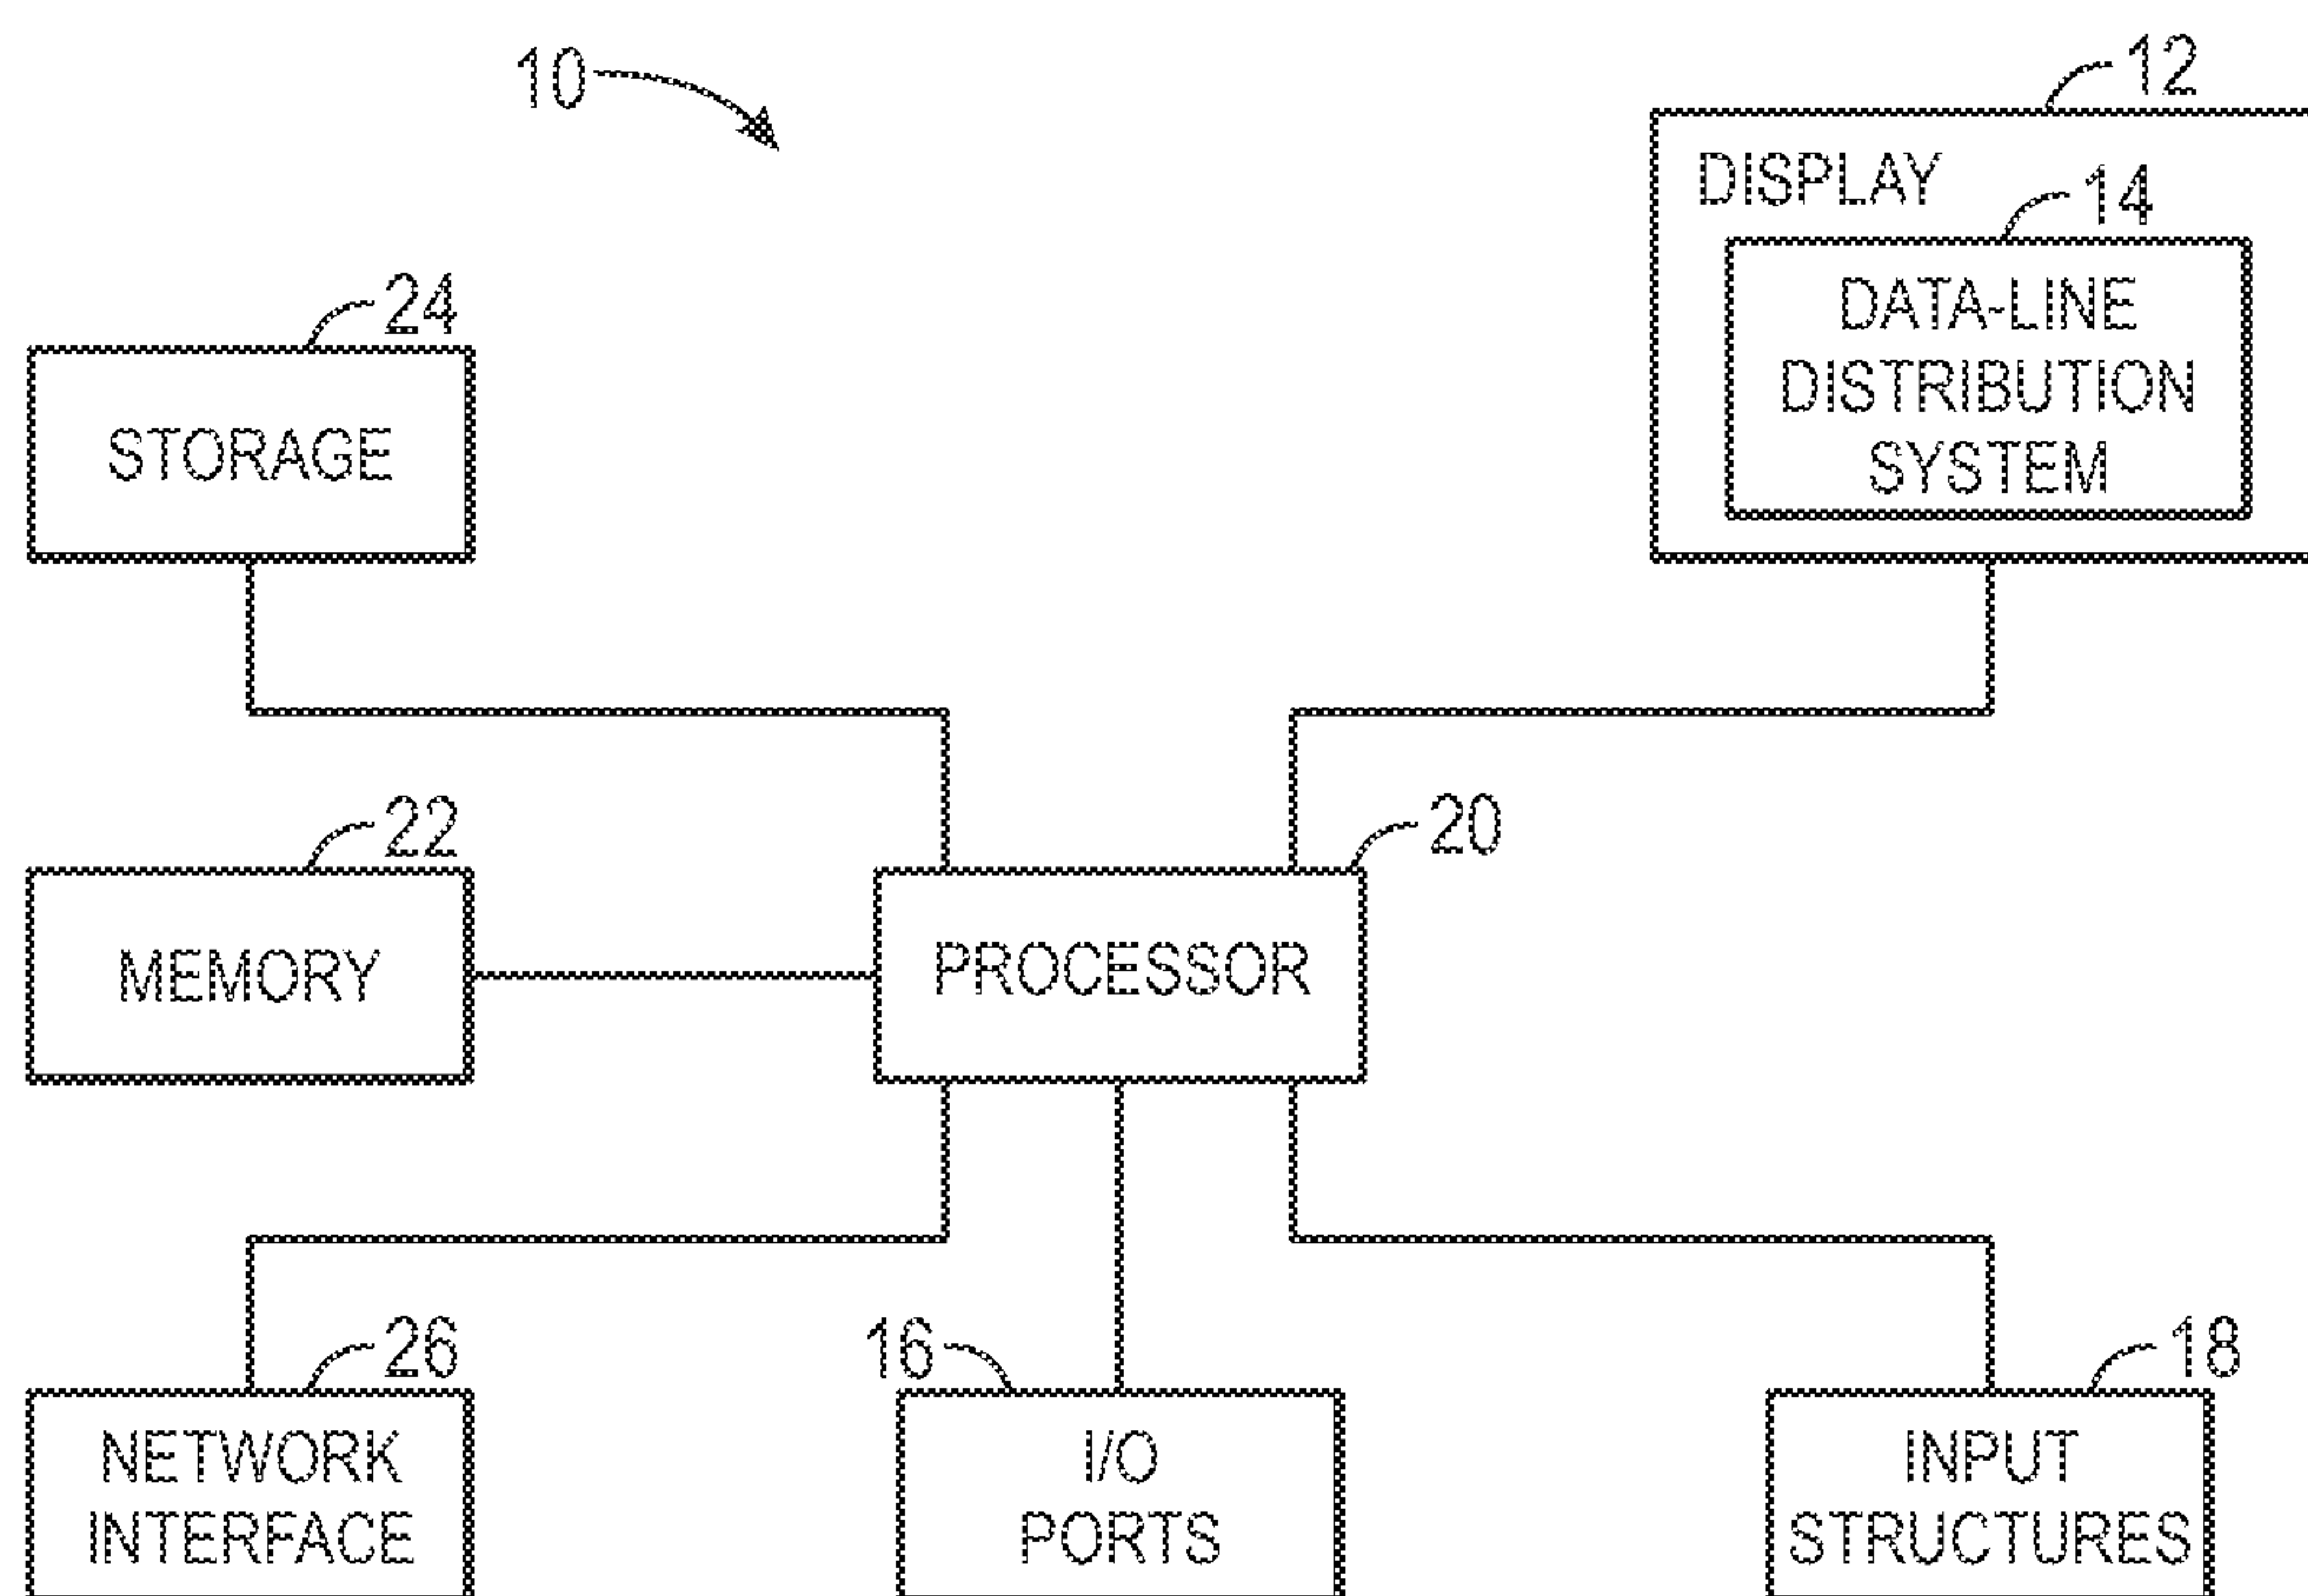 10
12
DISPLAY
14
DATA-LINE
DISTRIBUTION
SYSTEM
24
STORAGE
22
MEMORY
20
PROCESSOR
26
NETWORK
INTERFACE
16
I/O
PORTS
18
INPUT
STRUCTURES